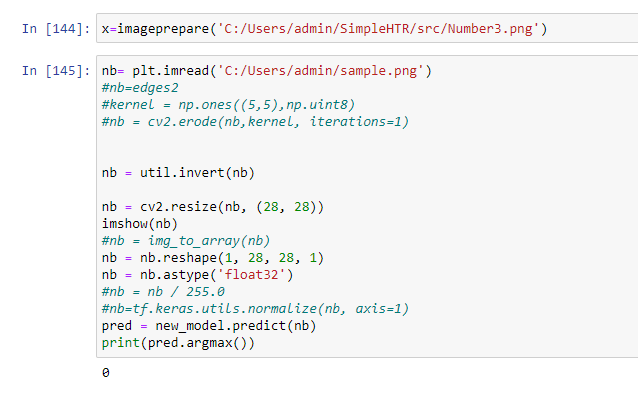 In [144]: x=imageprepare('C:/Users/admin/SimpleHTR/src/Number3.png')
In [145]: nb= plt.imread('C:/Users/admin/sample.png')
#nb=edges2
#kernel = np.ones((5,5),np.uint8)
#nb = cv2.erode(nb,kernel, iterations=1)
nb = util.invert(nb)
nb = cv2.resize(nb, (28, 28))
imshow(nb)
#nb = img_to_array(nb)
nb = nb.reshape(1, 28, 28, 1)
nb = nb.astype('float32')
#nb = nb / 255.0
#nb=tf.keras.utils.normalize(nb, axis=1)
pred = new_model.predict(nb)
print(pred.argmax())
0